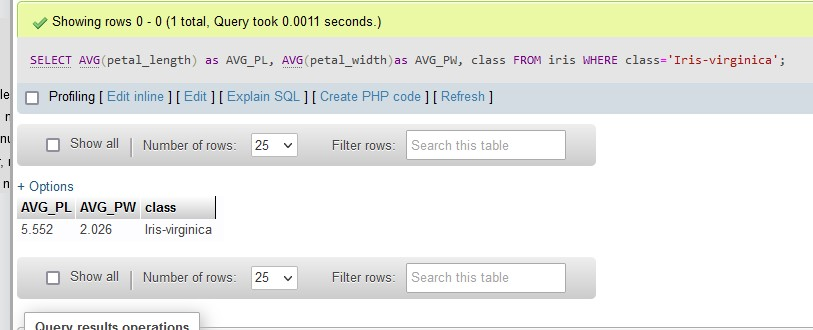 Showing rows 0 - 0 (1 total, Query took 0.0011 seconds.)
SELECT AVG(petal_length) as AVG_PL, AVG(petal_width)as AVG_PW, class FROM iris WHERE class='Iris-virginica';
Profiling [ Edit inline ] [ Edit ] [ Explain SQL ] [ Create PHP code ] [ Refresh ]
Show all | Number of rows: 25 Filter rows: Search this table
+ Options
AVG_PL AVG_PW class
5.552 2.026 Iris-virginica
Show all | Number of rows: 25 Filter rows: Search this table
Query results operations